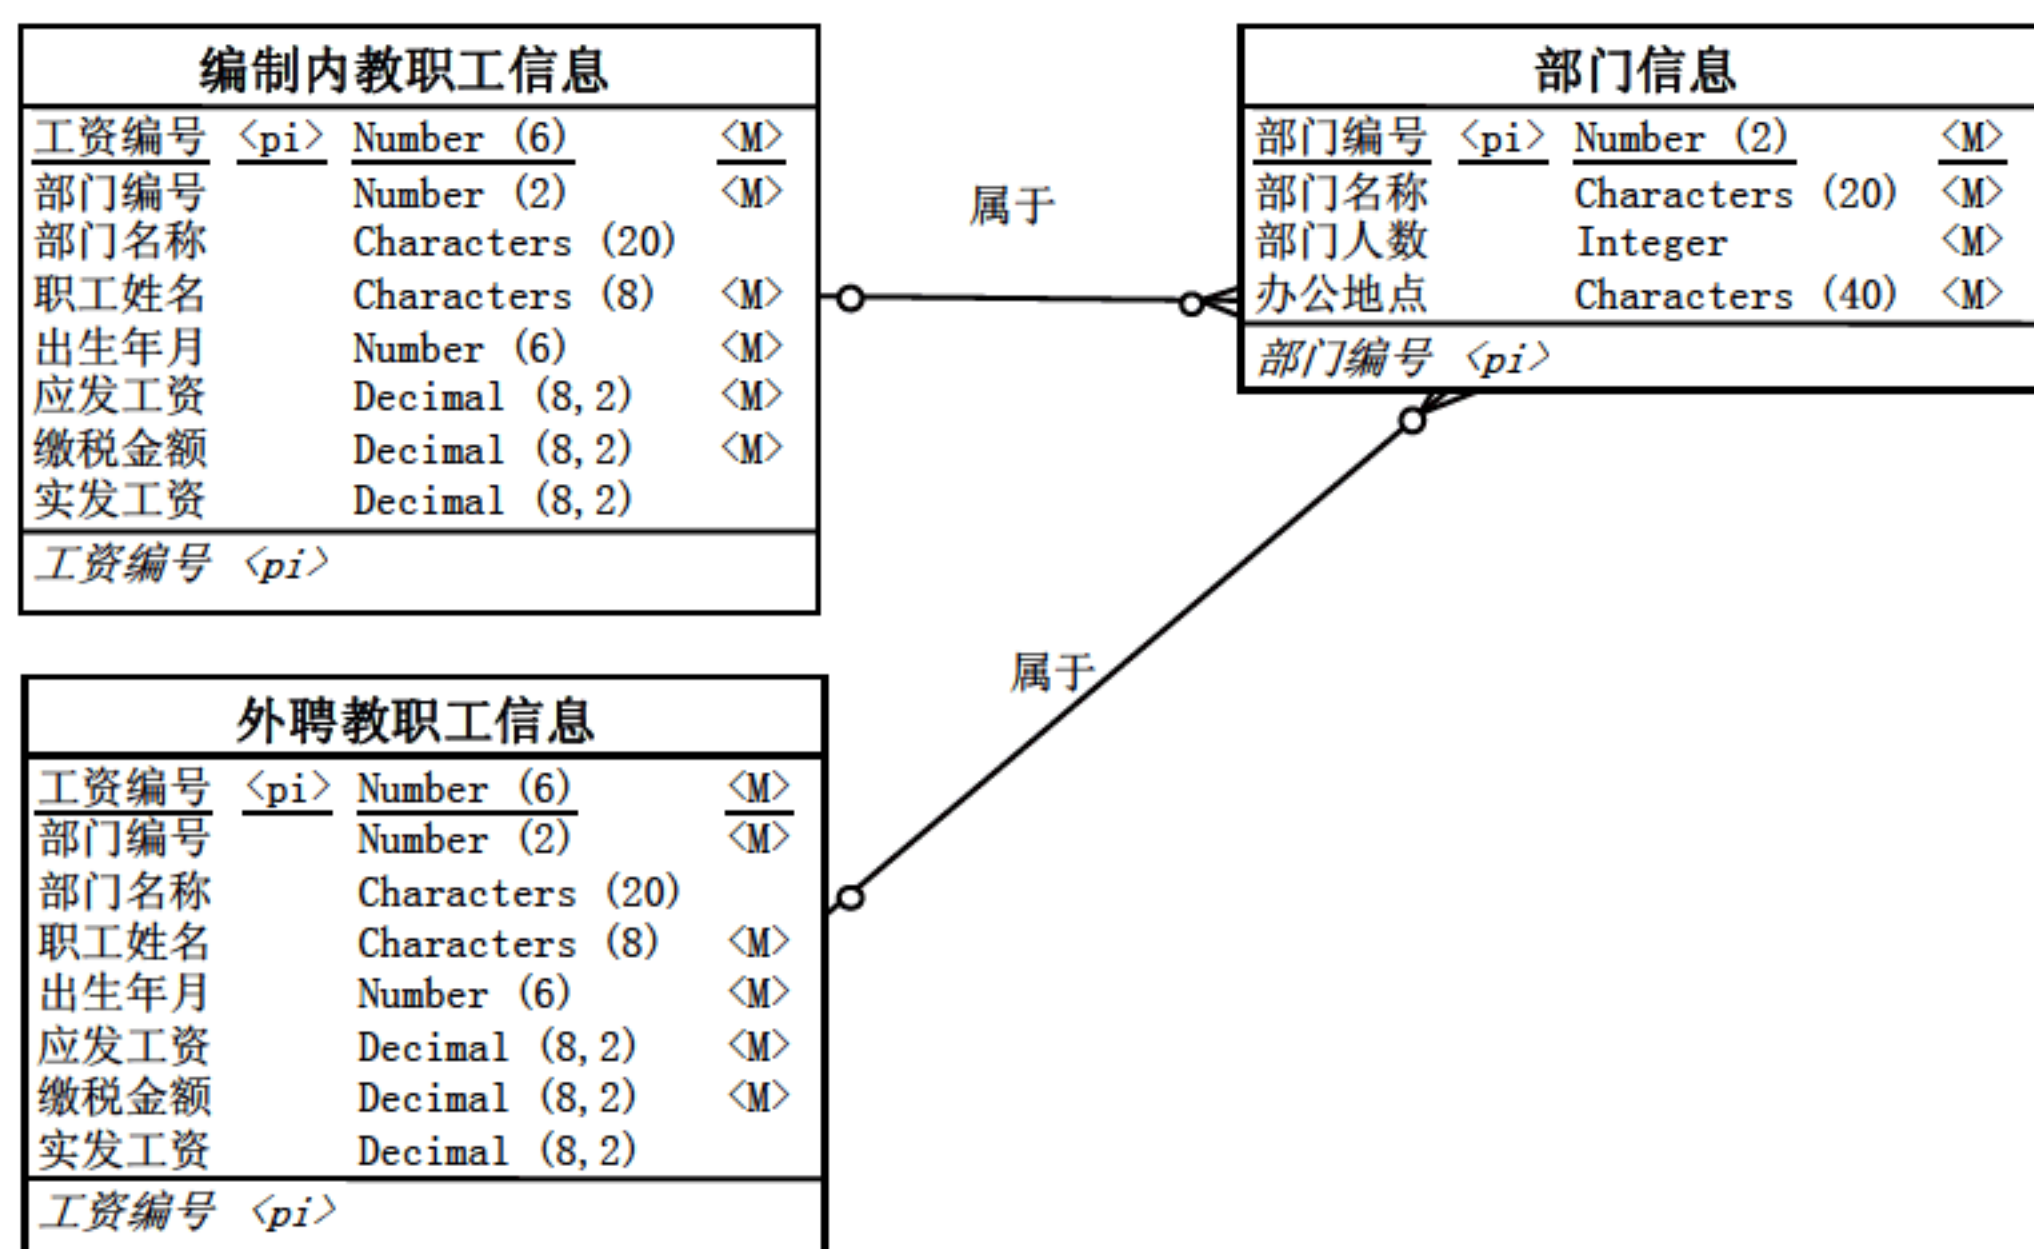 编制内教职工信息
工资编号 <pi> Number (6) <M>
部门编号 Number (2) <M>
部门名称 Characters (20)
职工姓名 Characters (8) <M>
出生年月 Number (6) <M>
应发工资 Decimal (8,2) <M>
缴税金额 Decimal (8,2) <M>
实发工资 Decimal (8,2)
工资编号 <pi>
属于
部门信息
部门编号 <pi> Number (2) <M>
部门名称 Characters (20) <M>
部门人数 Integer <M>
办公地点 Characters (40) <M>
部门编号 <pi>
属于
外聘教职工信息
工资编号 <pi> Number (6) <M>
部门编号 Number (2) <M>
部门名称 Characters (20)
职工姓名 Characters (8) <M>
出生年月 Number (6) <M>
应发工资 Decimal (8,2) <M>
缴税金额 Decimal (8,2) <M>
实发工资 Decimal (8,2)
工资编号 <pi>